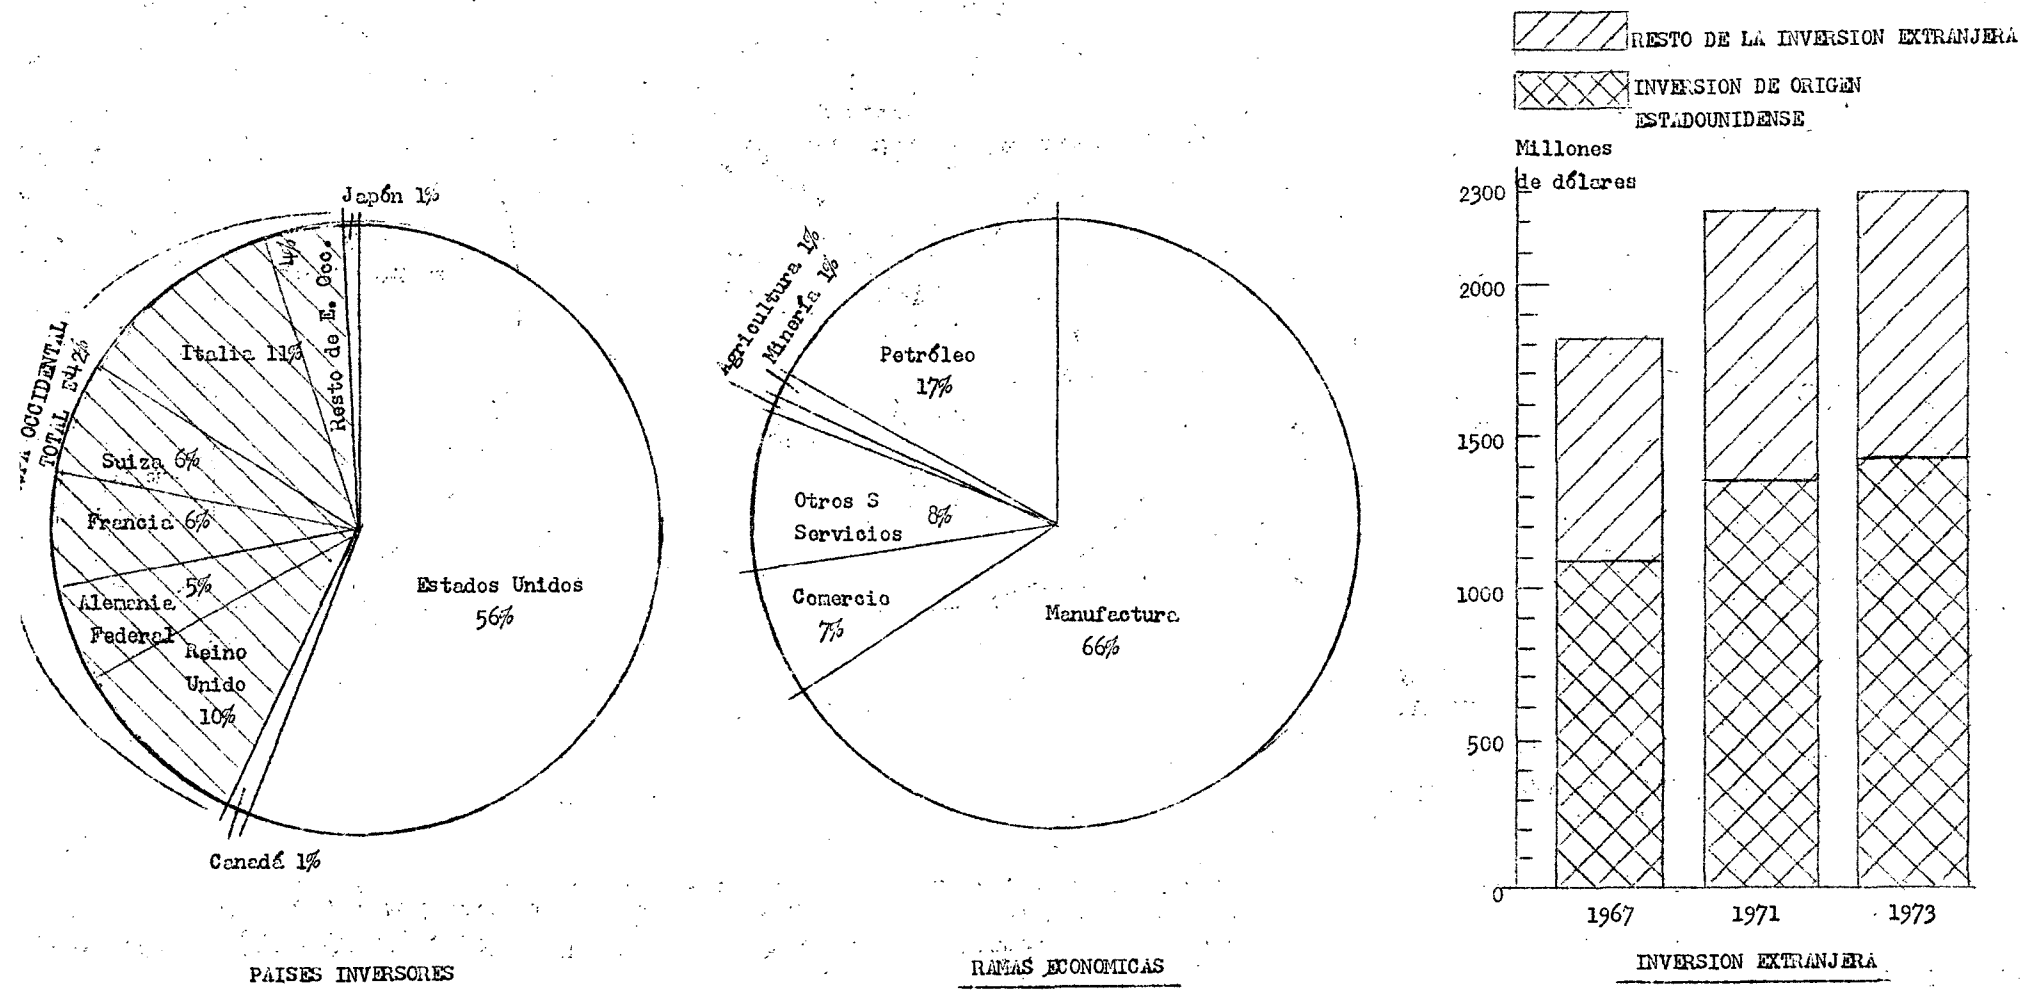 Japón 1%
4%
Resto de E. Occ.
OCCIDENTAL
TOTAL E 42%
Italia 11%
Suiza 6%
Francia 6%
5%
Alemania
Federal
Reino
Unido
10%
Estados Unidos
56%
Canadá 1%
PAISES INVERSORES
Agricultura 1%
Minería 1%
Petróleo
17%
Otros S
Servicios
8%
Comercio
7%
Manufactura
66%
RAMAS ECONOMICAS
RESTO DE LA INVERSION EXTRANJERA
INVERSION DE ORIGEN
ESTADOUNIDENSE
Millones
de dólares
2300
2000
1500
1000
500
0
1967
1971
1973
INVERSION EXTRANJERA